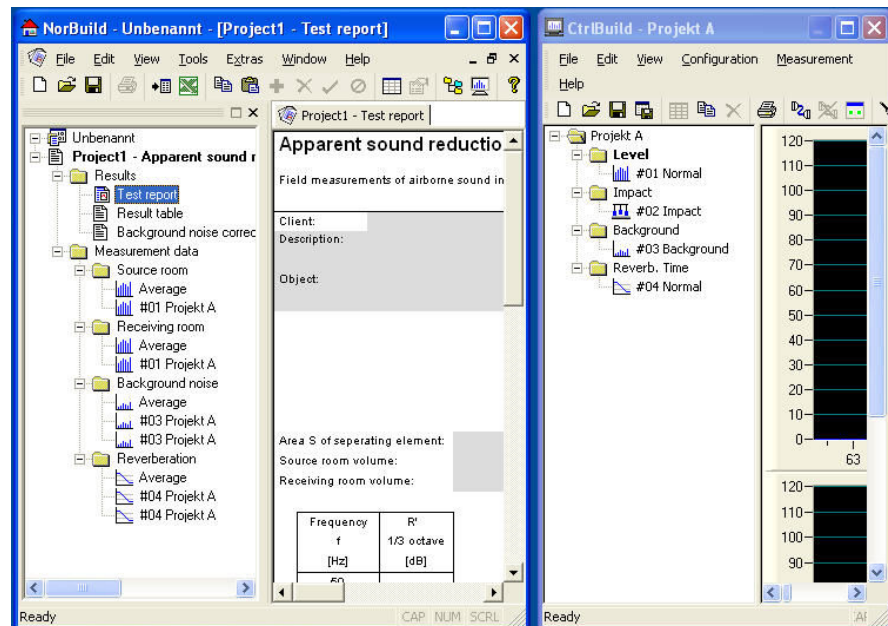 NorBuild - Unbenannt - [Project1 - Test report]
File Edit View Tools Extras Window Help
Unbenannt
Project1 - Apparent sound r
Results
Test report
Result table
Background noise correc
Measurement data
Source room
Average
#01 Projekt A
Receiving room
Average
#01 Projekt A
Background noise
Average
#03 Projekt A
#03 Projekt A
Reverberation
Average
#04 Projekt A
#04 Projekt A
Project1 - Test report
Apparent sound reductio
Field measurements of airborne sound in
Client:
Description:
Object:
Area S of seperating element:
Source room volume:
Receiving room volume:
Frequency
f
[Hz]
R'
1/3 octave
[dB]
50
Ready CAP NUM SCRL
CtrlBuild - Projekt A
File Edit View Configuration Measurement
Help
Projekt A
Level
#01 Normal
Impact
#02 Impact
Background
#03 Background
Reverb. Time
#04 Normal
120
110
100
90
80
70
60
50
40
30
20
10
0
63
120
110
100
90
Ready